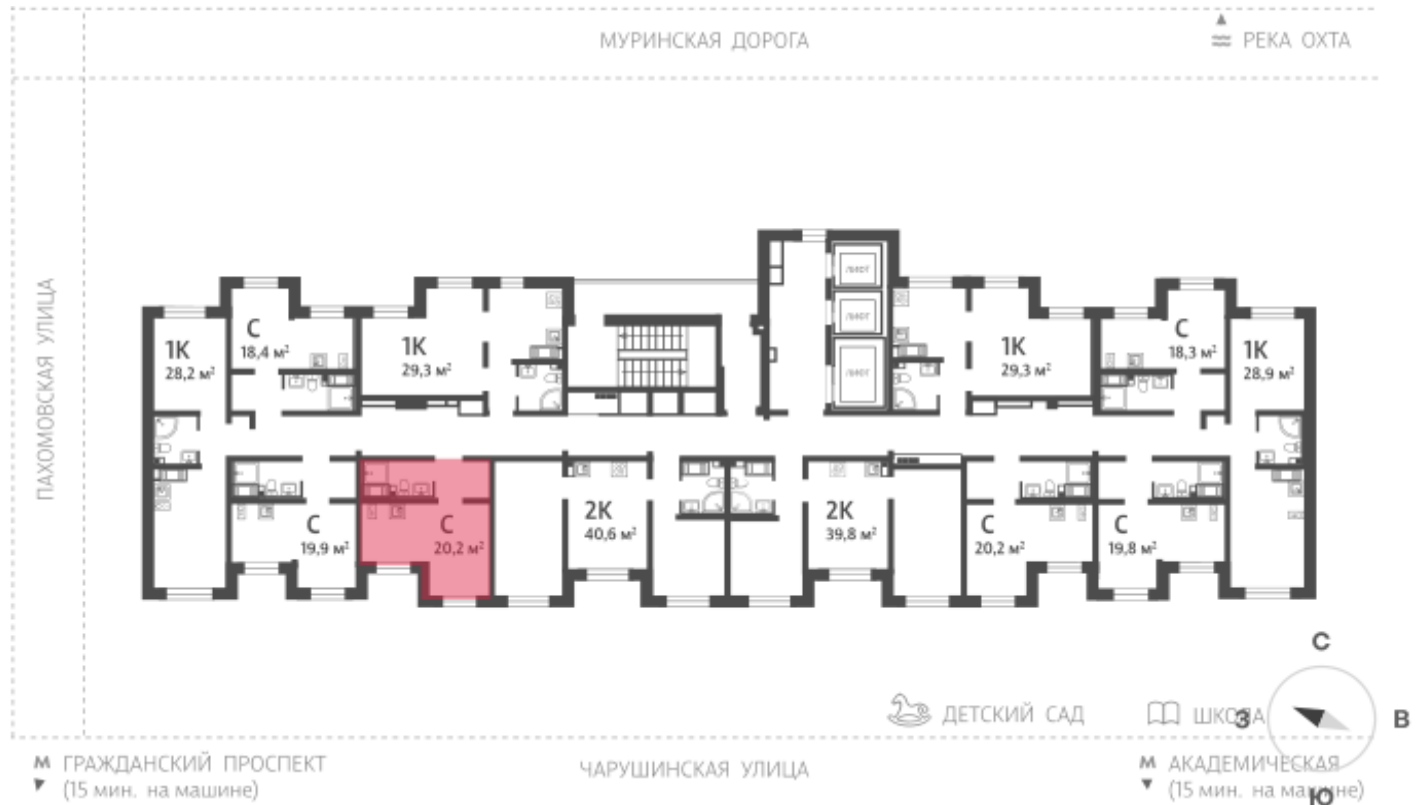 МУРИНСКАЯ ДОРОГА
РЕКА ОХТА
ПАХОМОВСКАЯ УЛИЦА
лифт
лифт
лифт
1К
28,2 м²
С
18,4 м²
1К
29,3 м²
1К
29,3 м²
С
18,3 м²
1К
28,9 м²
С
19,9 м²
С
20,2 м²
2К
40,6 м²
2К
39,8 м²
С
20,2 м²
С
19,8 м²
С
З
В
Ю
ДЕТСКИЙ САД
ШКОЛА
М ГРАЖДАНСКИЙ ПРОСПЕКТ
(15 мин. на машине)
ЧАРУШИНСКАЯ УЛИЦА
М АКАДЕМИЧЕСКАЯ
(15 мин. на машине)